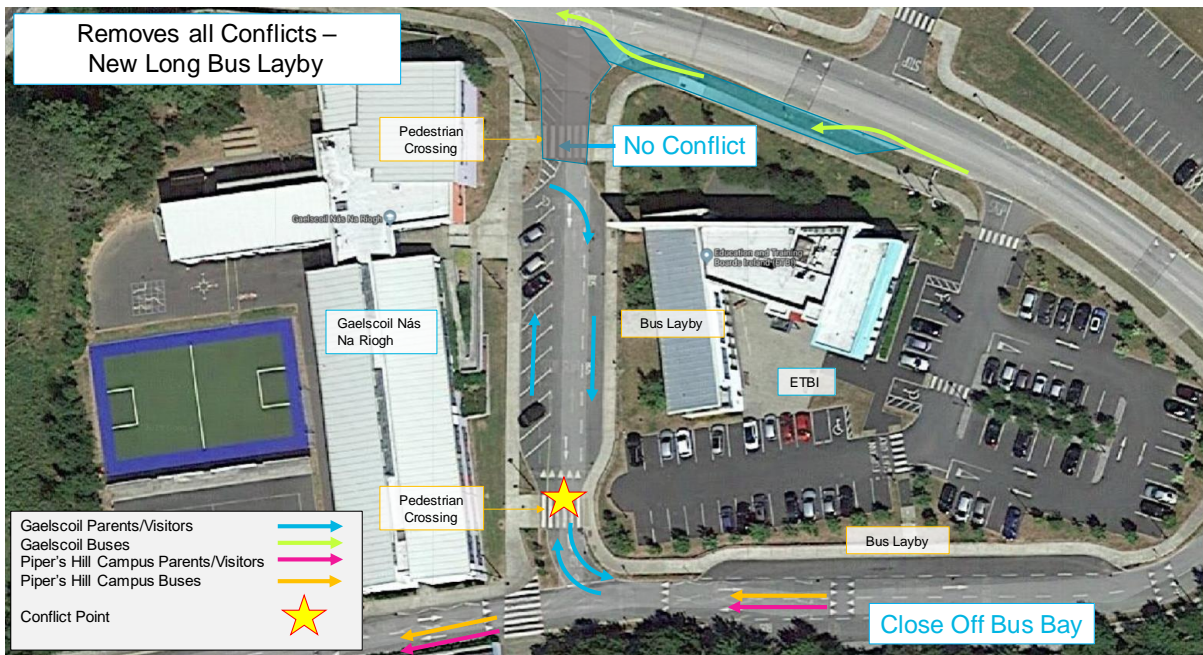 Removes all Conflicts –
New Long Bus Layby
Pedestrian
Crossing
No Conflict
STOP
Gaelscoil Nás Na Ríogh
Education and Training
Boards Ireland (ETBI)
Gaelscoil Nás
Na Riogh
Bus Layby
ETBI
Pedestrian
Crossing
Bus Layby
Close Off Bus Bay
Gaelscoil Parents/Visitors
Gaelscoil Buses
Piper's Hill Campus Parents/Visitors
Piper's Hill Campus Buses
Conflict Point